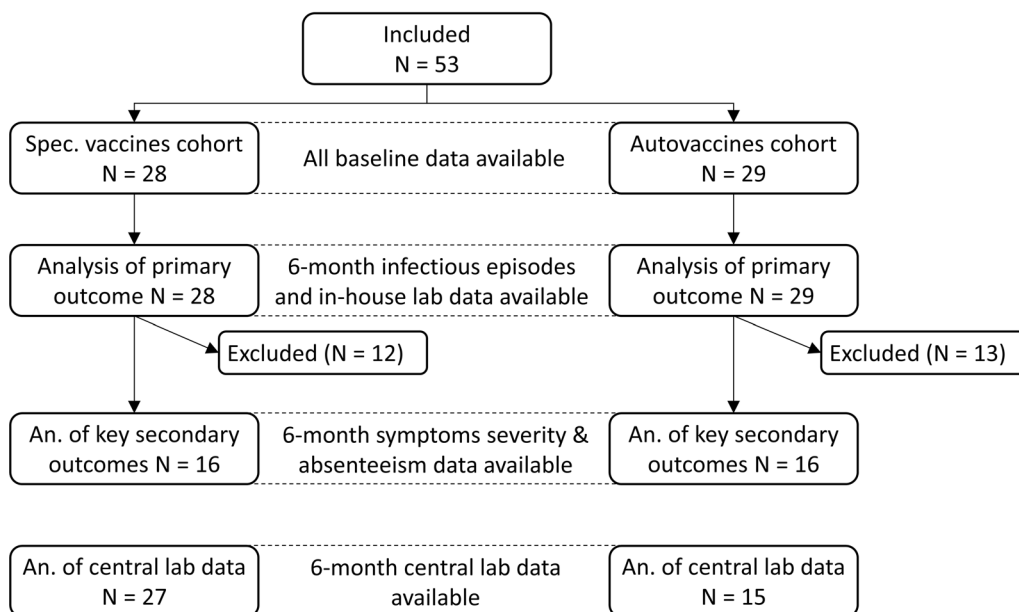 Included
N = 53
Spec. vaccines cohort
N = 28
All baseline data available
Autovaccines cohort
N = 29
Analysis of primary
outcome N = 28
6-month infectious episodes
and in-house lab data available
Analysis of primary
outcome N = 29
Excluded (N = 12)
Excluded (N = 13)
An. of key secondary
outcomes N = 16
6-month symptoms severity &
absenteeism data available
An. of key secondary
outcomes N = 16
An. of central lab data
N = 27
6-month central lab data
available
An. of central lab data
N = 15